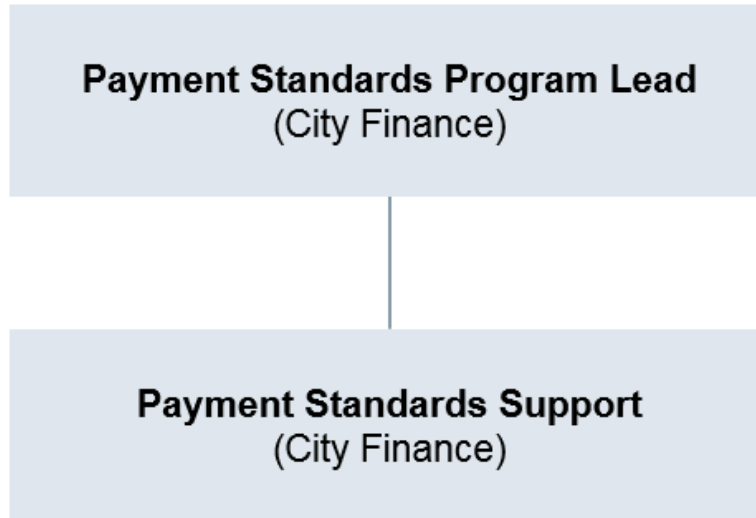 Payment Standards Program Lead
(City Finance)
Payment Standards Support
(City Finance)